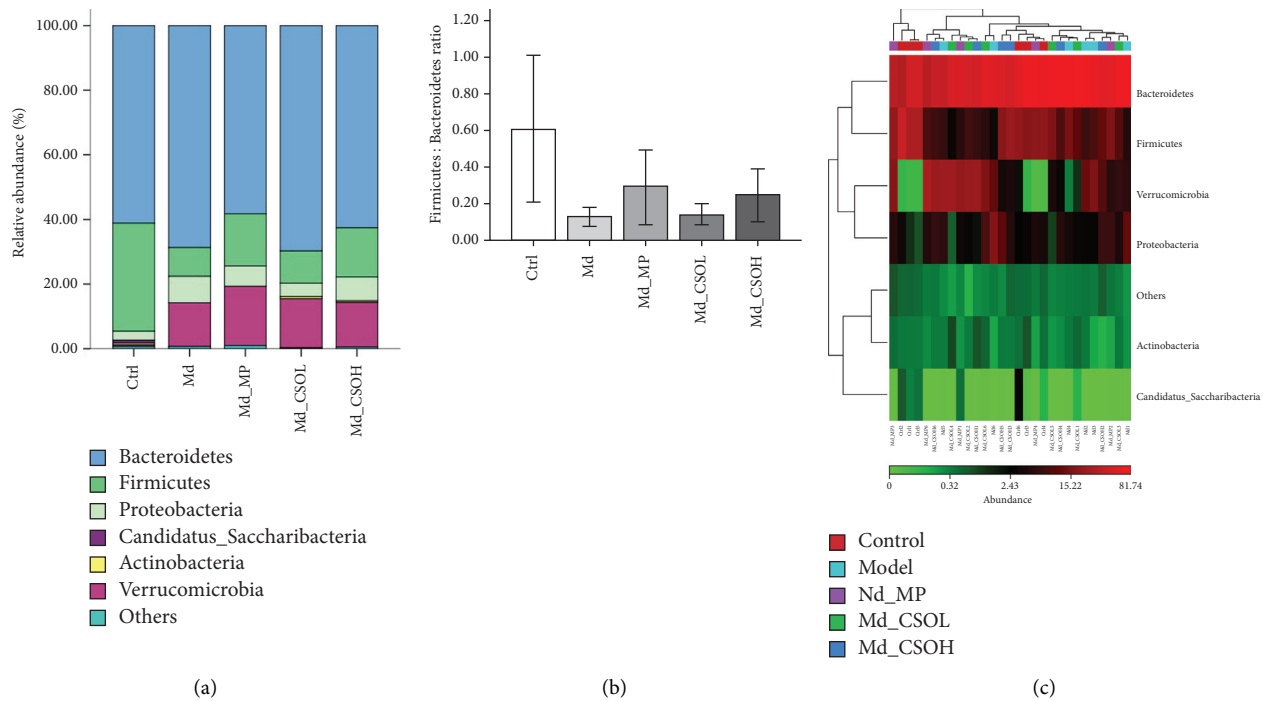 100.00
80.00
60.00
40.00
20.00
0.00
Relative abundance (%)
Ctrl
Md
Md_MP
Md_CSOL
Md_CSOH
Bacteroidetes
Firmicutes
Proteobacteria
Candidatus_Saccharibacteria
Actinobacteria
Verrucomicrobia
Others
(a)
1.20
1.00
0.80
0.60
0.40
0.20
0.00
Firmicutes : Bacteroidetes ratio
Ctrl
Md
Md_MP
Md_CSOL
Md_CSOH
(b)
Bacteroidetes
Firmicutes
Verrucomicrobia
Proteobacteria
Others
Actinobacteria
Candidatus_Saccharibacteria
0
0.32
2.43
15.22
81.74
Abundance
Control
Model
Nd_MP
Md_CSOL
Md_CSOH
(c)